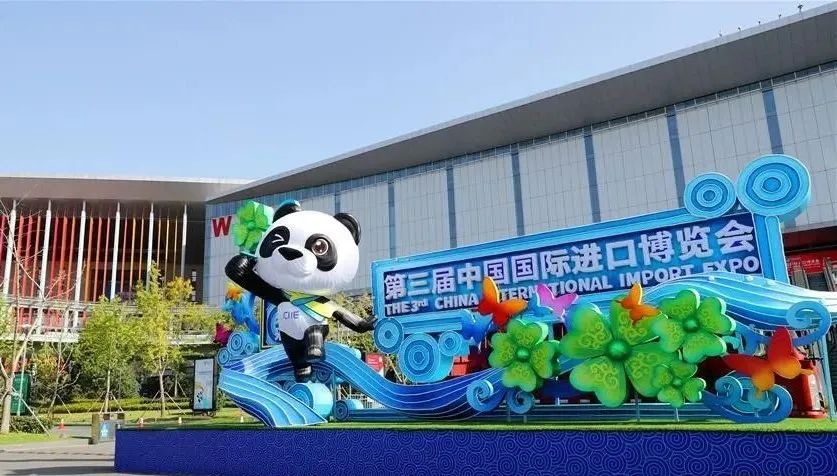 W
第三届中国国际进口博览会
THE 3rd CHINA INTERNATIONAL IMPORT EXPO
CIIE